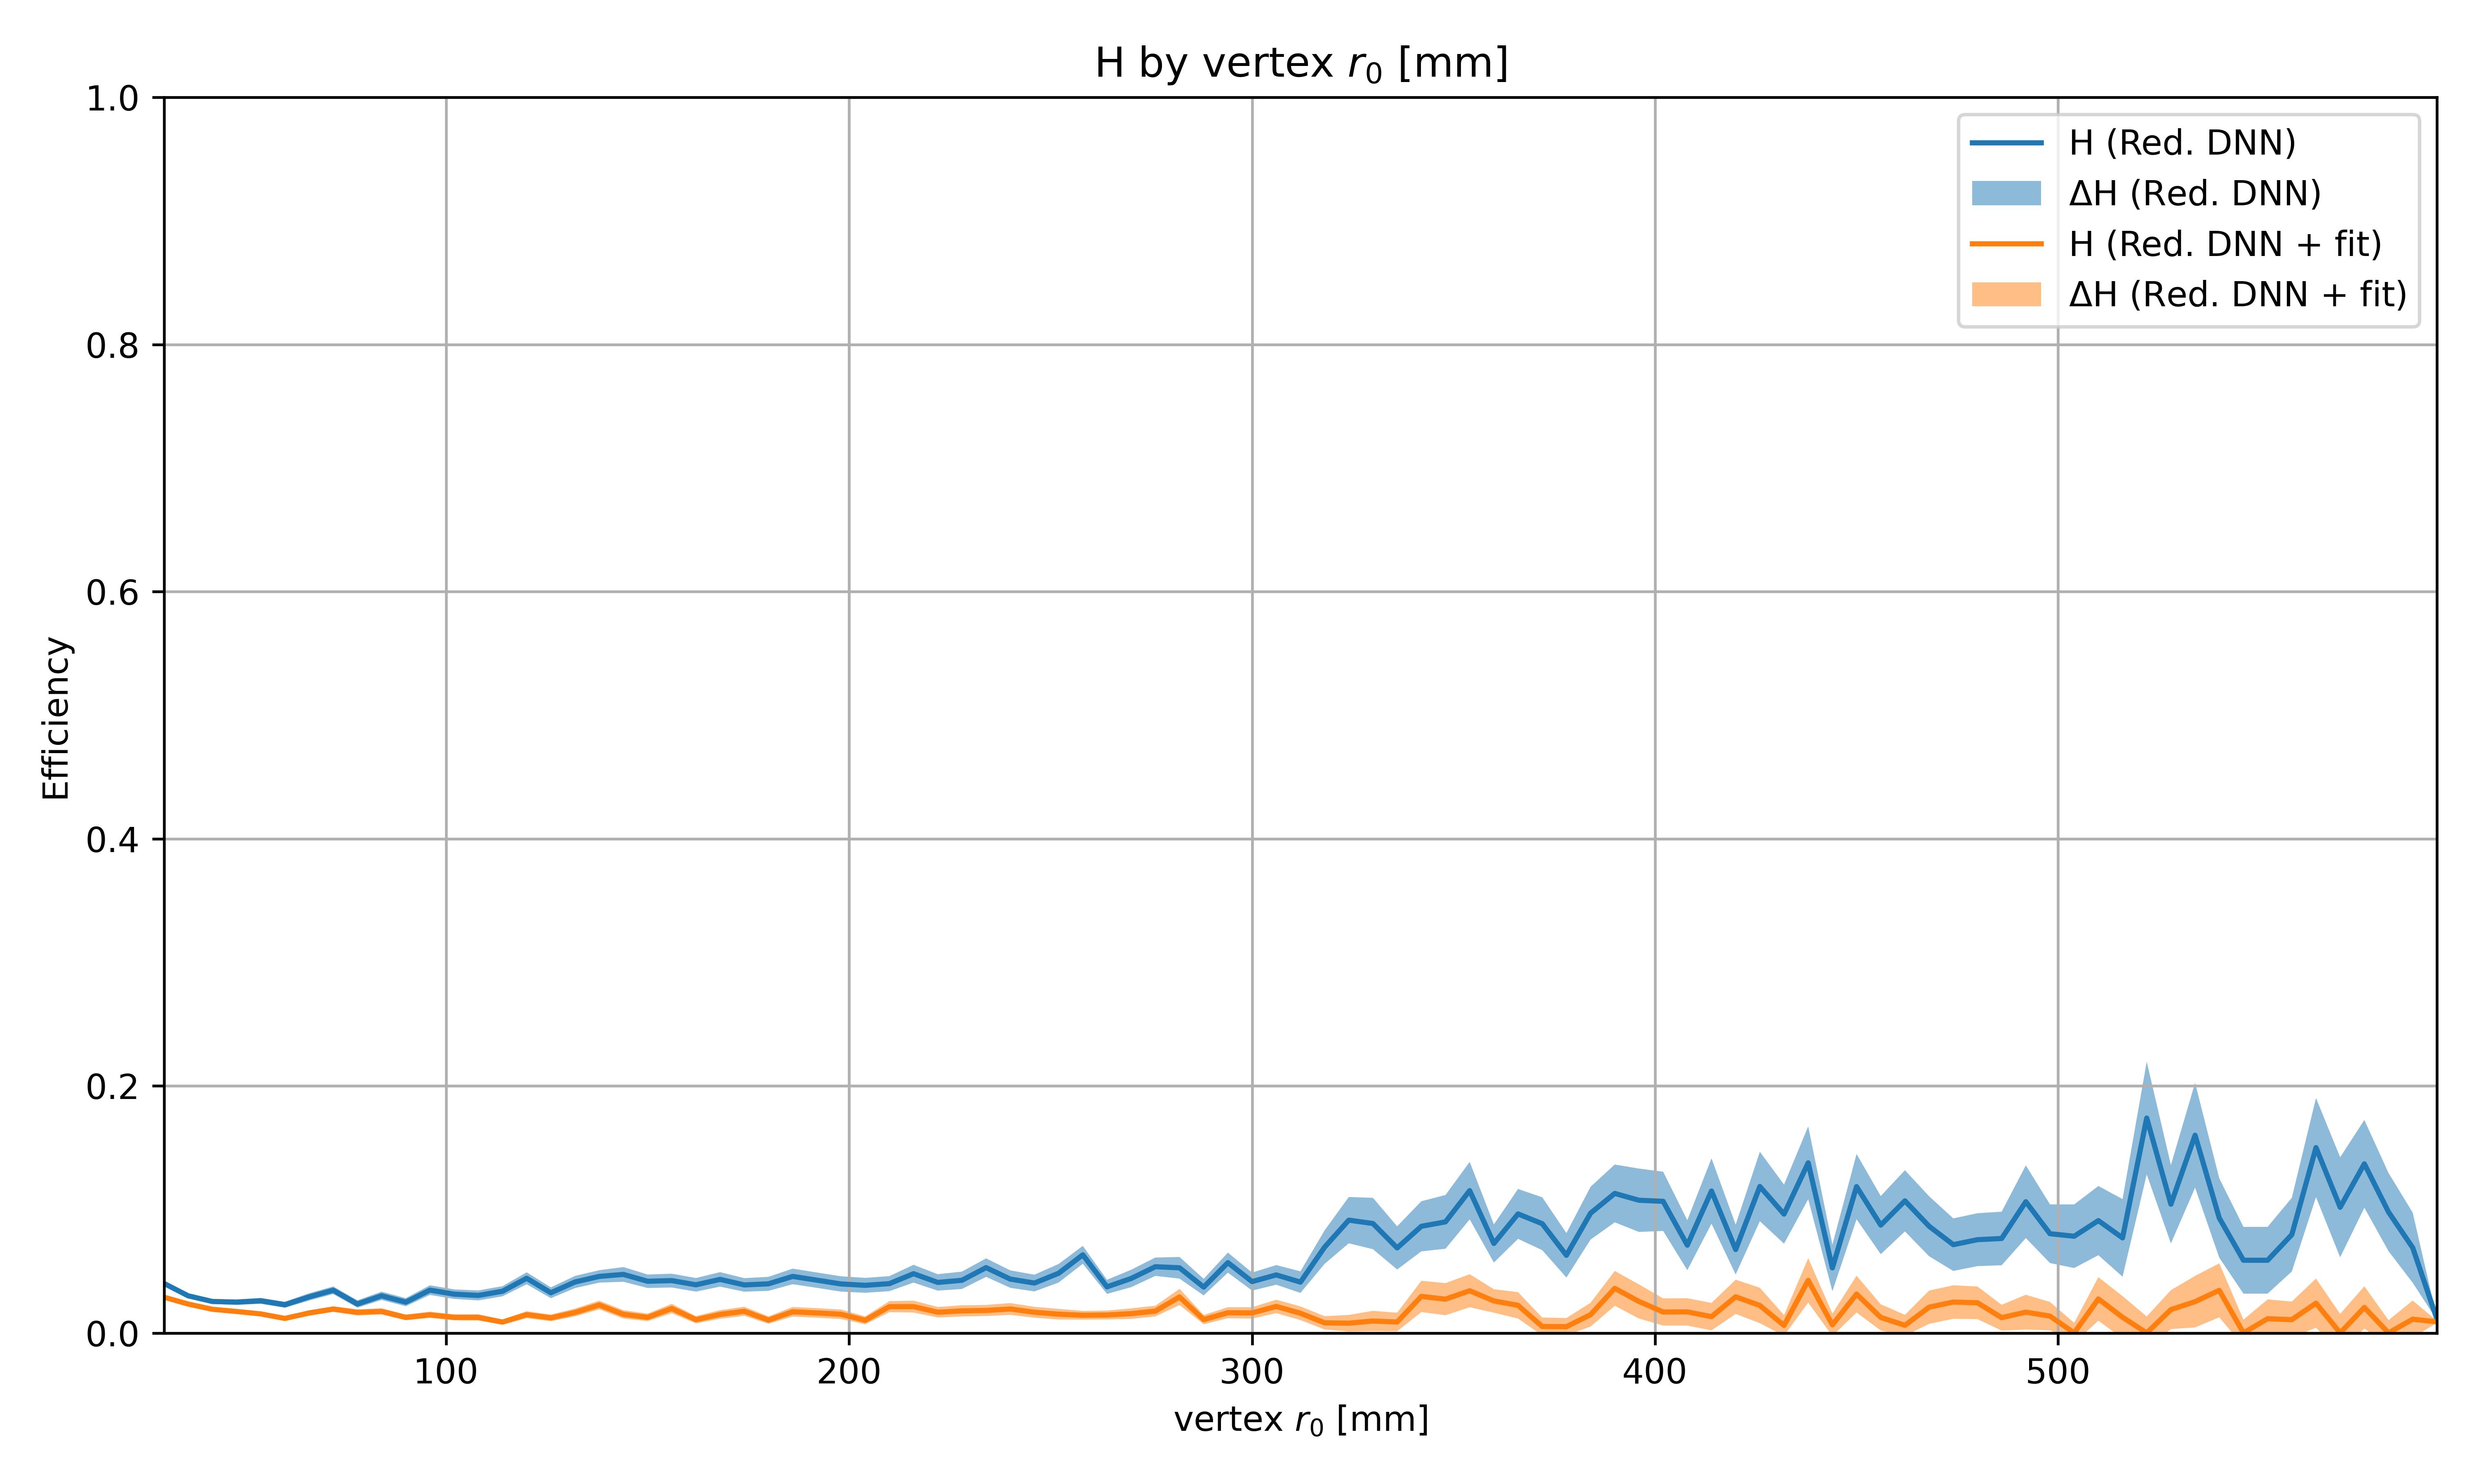 H by vertex r₀ [mm]
H (Red. DNN)
ΔH (Red. DNN)
H (Red. DNN + fit)
ΔH (Red. DNN + fit)
Efficiency
1.0
0.8
0.6
0.4
0.2
0.0
100 200 300 400 500
vertex r₀ [mm]